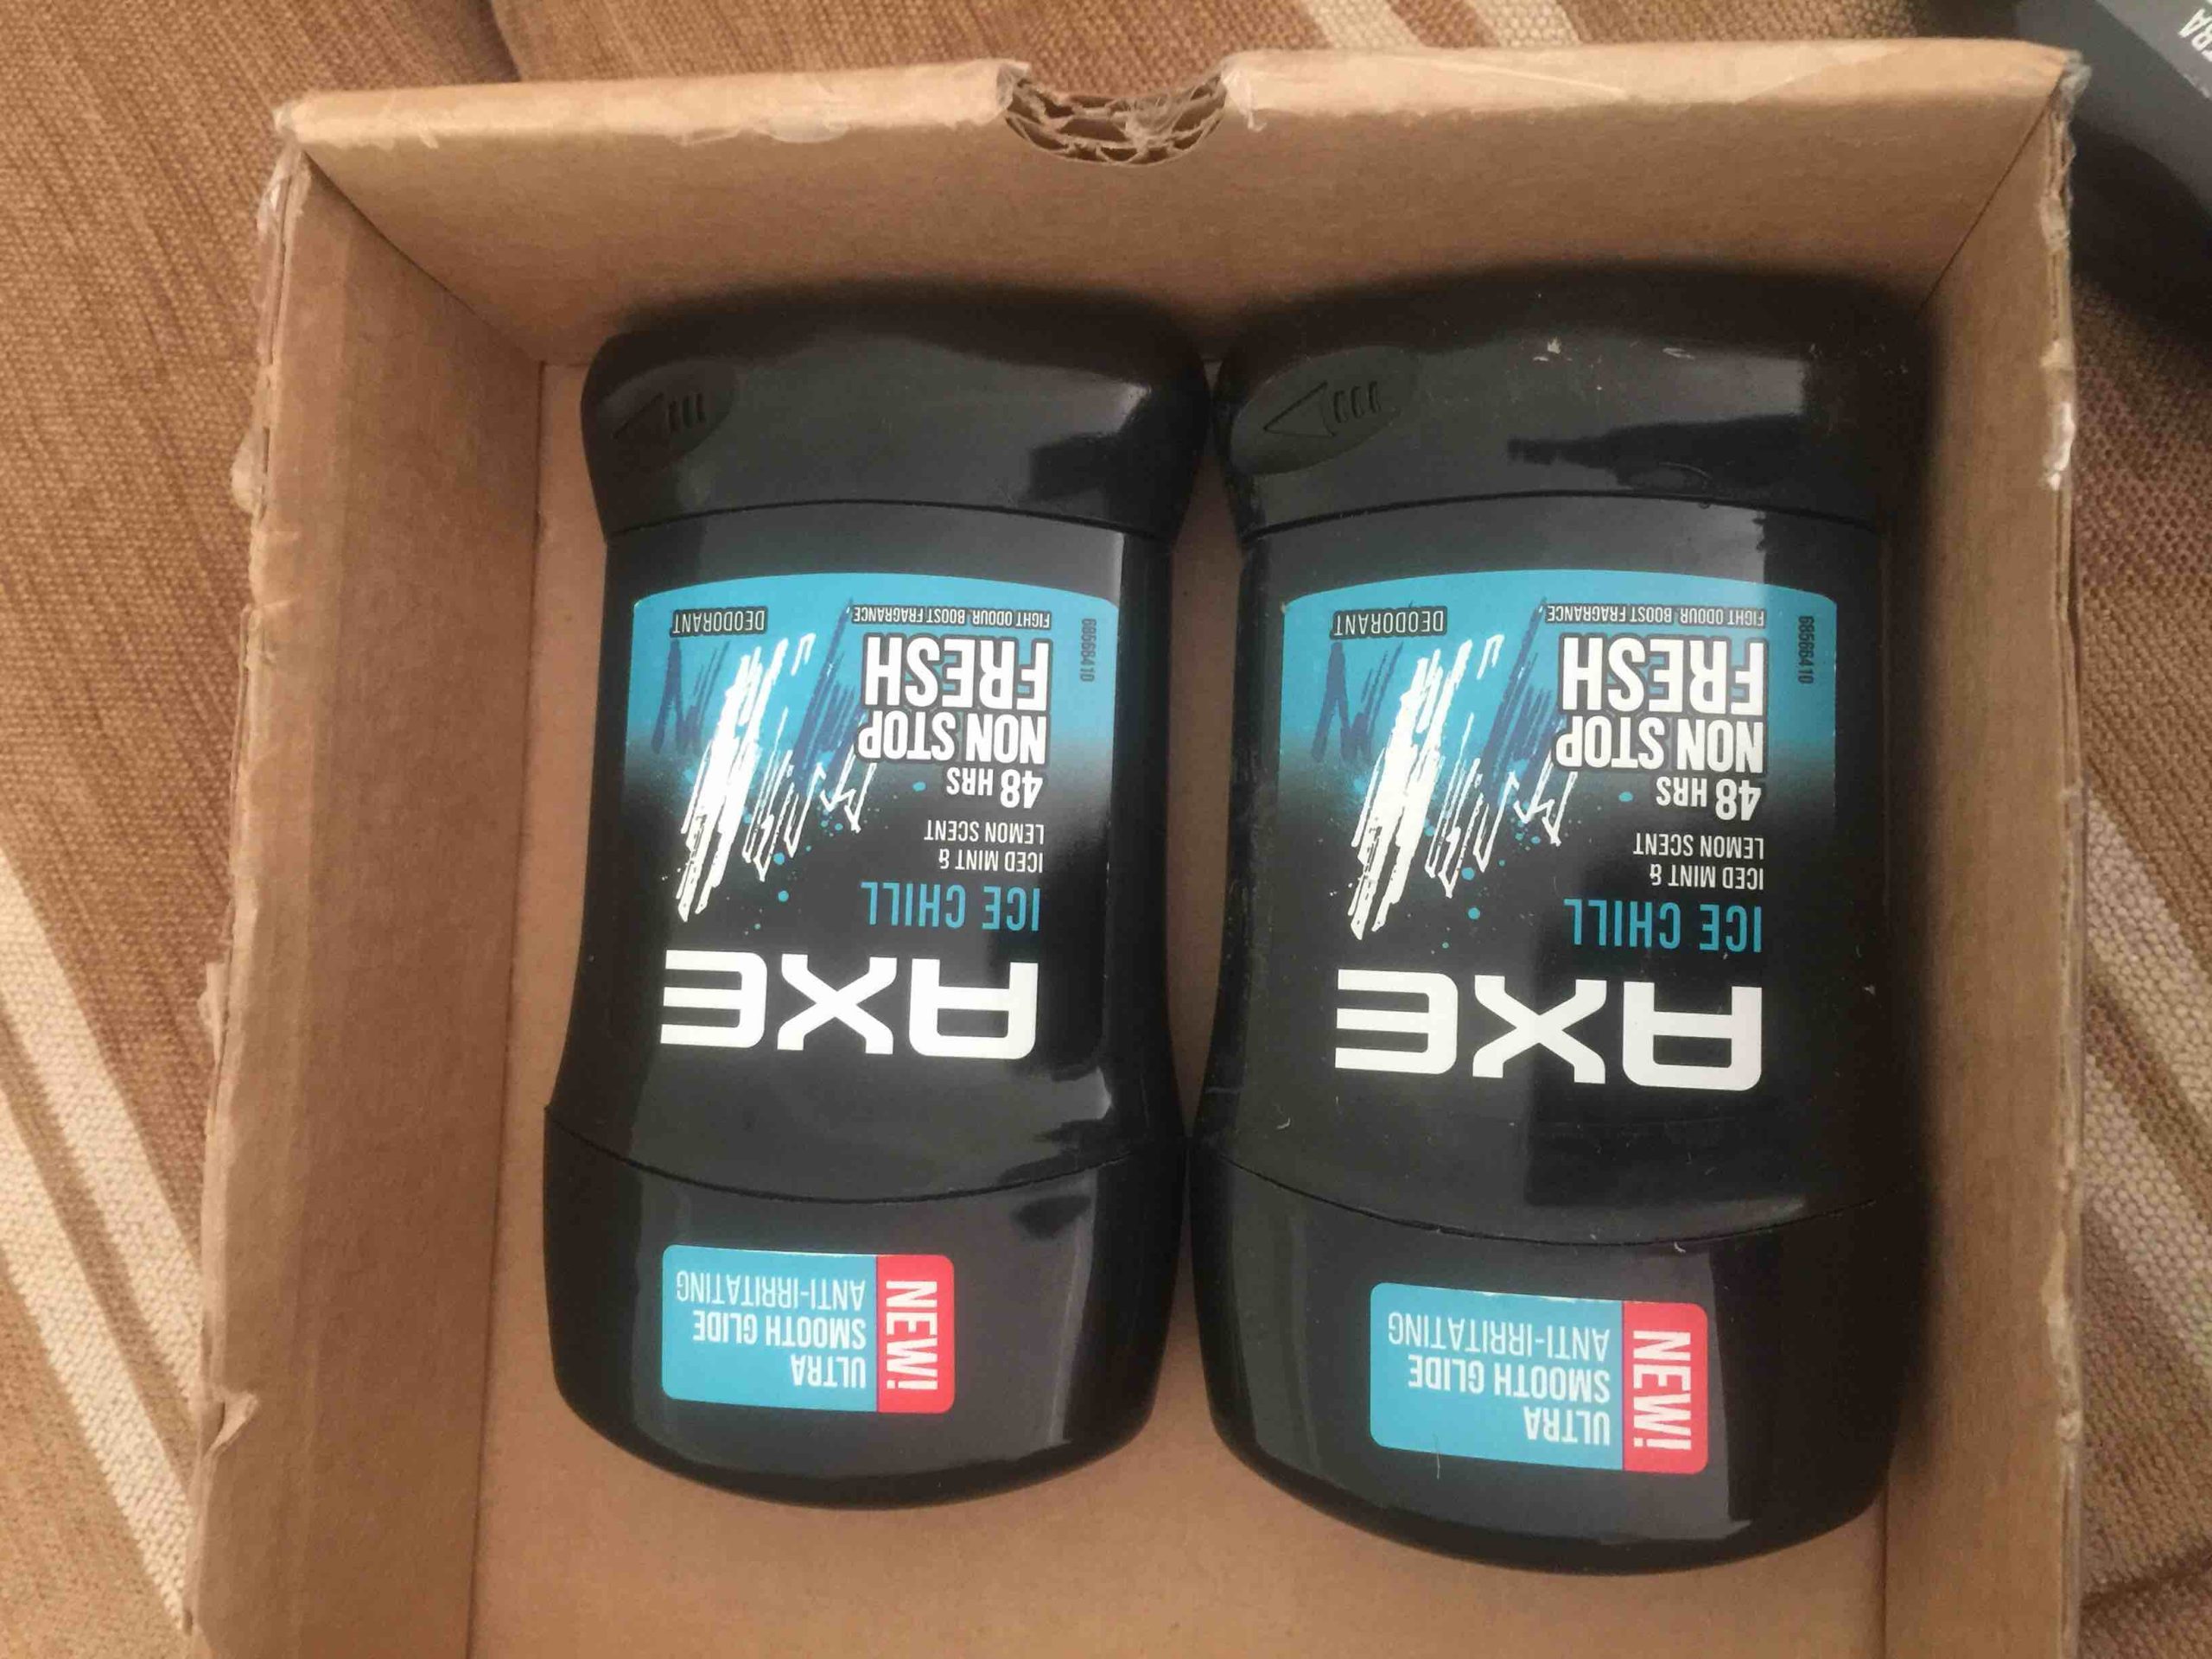 AXE
ICE CHILL
ICED MINT &
LEMON SCENT
48 HRS
NON STOP
FRESH
FIGHT ODOUR, BOOST FRAGRANCE,
DEODORANT
68566410
NEW!
ULTRA
SMOOTH GLIDE
ANTI-IRRITATING
AXE
ICE CHILL
ICED MINT &
LEMON SCENT
48 HRS
NON STOP
FRESH
FIGHT ODOUR, BOOST FRAGRANCE,
DEODORANT
68566410
NEW!
ULTRA
SMOOTH GLIDE
ANTI-IRRITATING